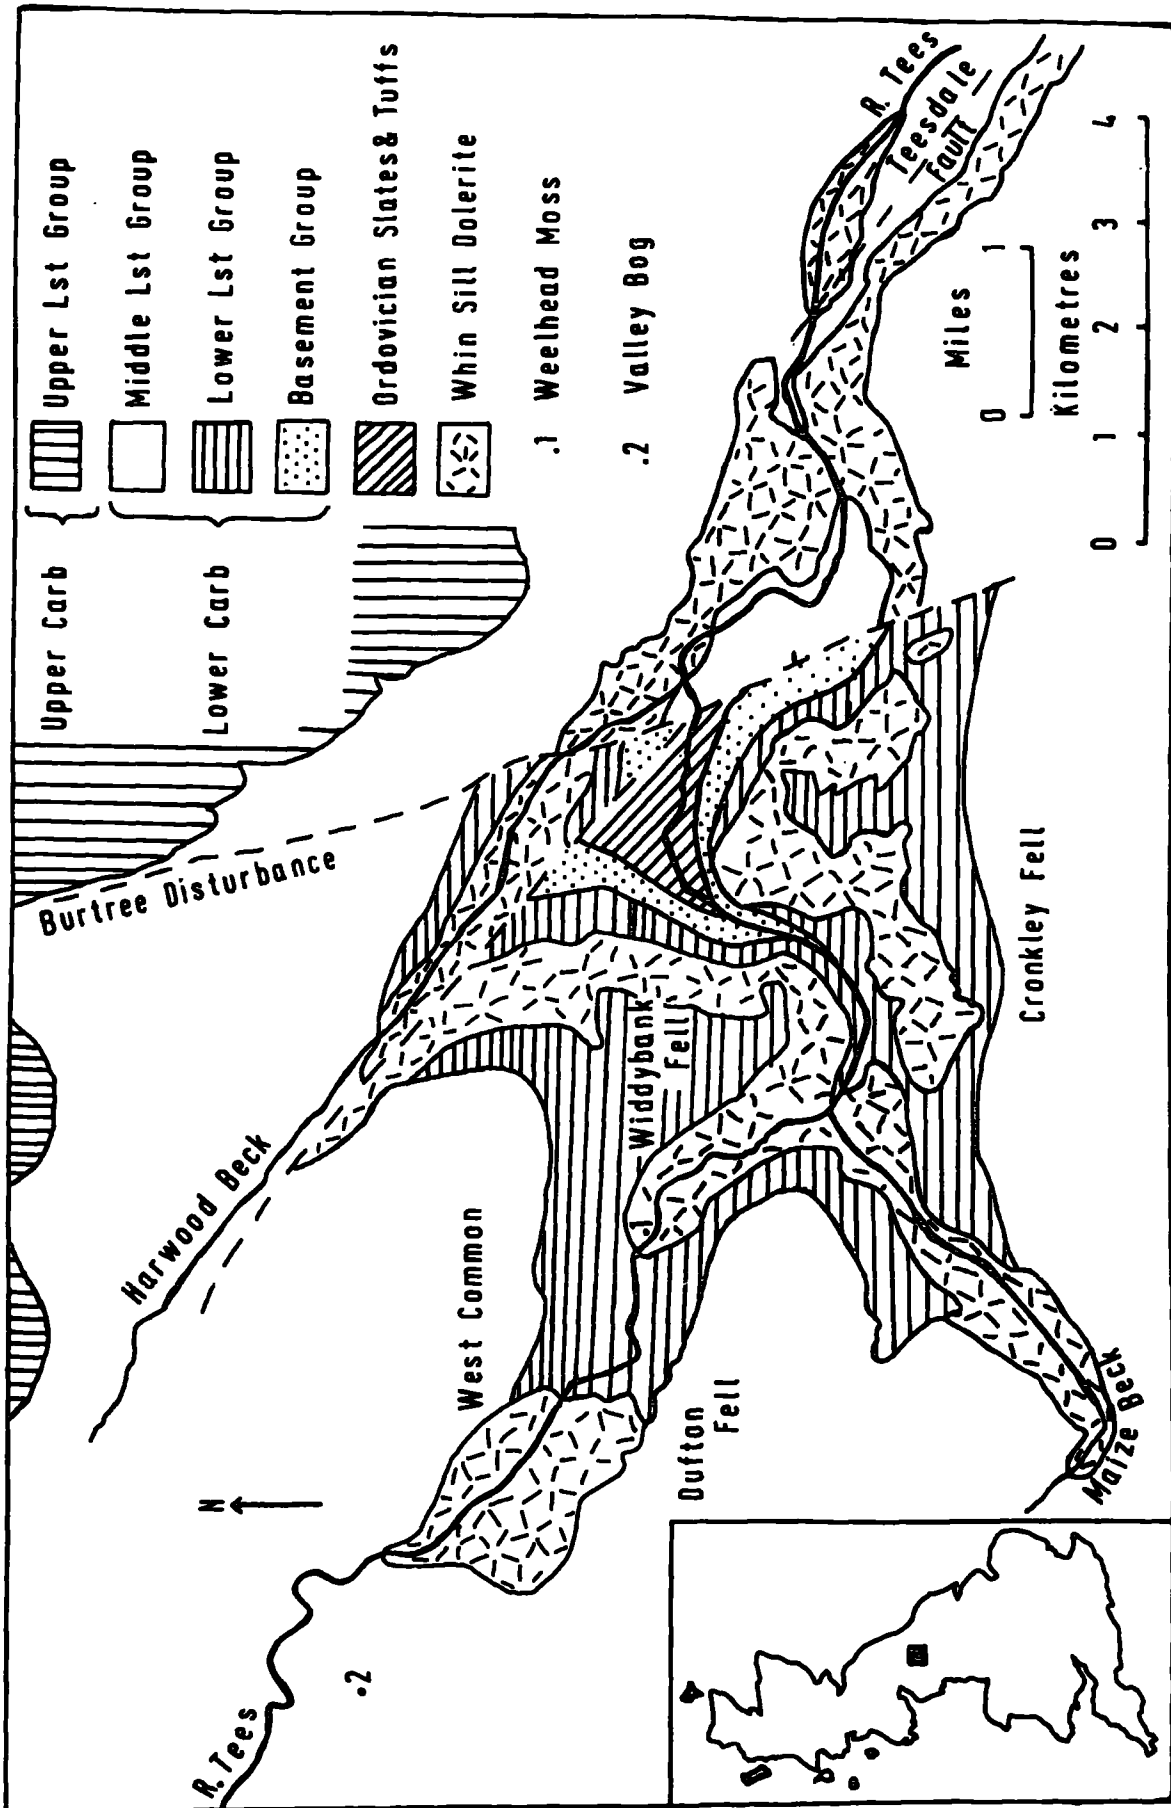 Upper Carb
Lower Carb
Upper Lst Group
Middle Lst Group
Lower Lst Group
Basement Group
Ordovician Slates & Tuffs
Whin Sill Dolerite
.1 Weelhead Moss
.2 Valley Bog
Burtree Disturbance
Harwood Beck
West Common
N
R. Tees
.2
.1
Widdybank
Fell
Dufton
Fell
Maize Beck
Cronkley Fell
R. Tees
Teesdale
Fault
Miles
0 1
Kilometres
0 1 2 3 4